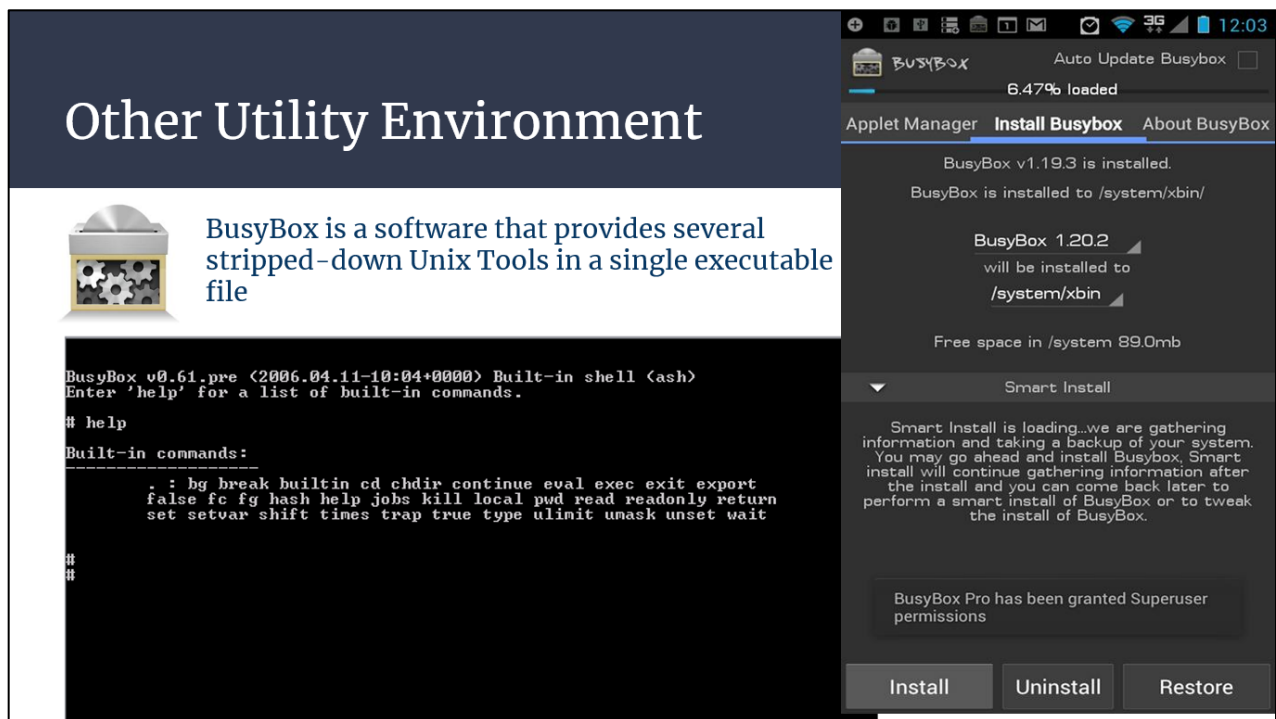 Other Utility Environment
BusyBox is a software that provides several
stripped-down Unix Tools in a single executable
file
BusyBox v0.61.pre (2006.04.11-10:04+0000) Built-in shell (ash)
Enter 'help' for a list of built-in commands.
# help
Built-in commands:
-------------------
. : bg break builtin cd chdir continue eval exec exit export
false fc fg hash help jobs kill local pwd read readonly return
set setvar shift times trap true type ulimit umask unset wait
#
#
1 3G 12:03
BUSYBOX Auto Update Busybox
6.47% loaded
Applet Manager Install Busybox About BusyBox
BusyBox v1.19.3 is installed.
BusyBox is installed to /system/xbin/
BusyBox 1.20.2
will be installed to
/system/xbin
Free space in /system 89.0mb
Smart Install
Smart Install is loading...we are gathering
information and taking a backup of your system.
You may go ahead and install Busybox, Smart
install will continue gathering information after
the install and you can come back later to
perform a smart install of BusyBox or to tweak
the install of BusyBox.
BusyBox Pro has been granted Superuser
permissions
Install Uninstall Restore